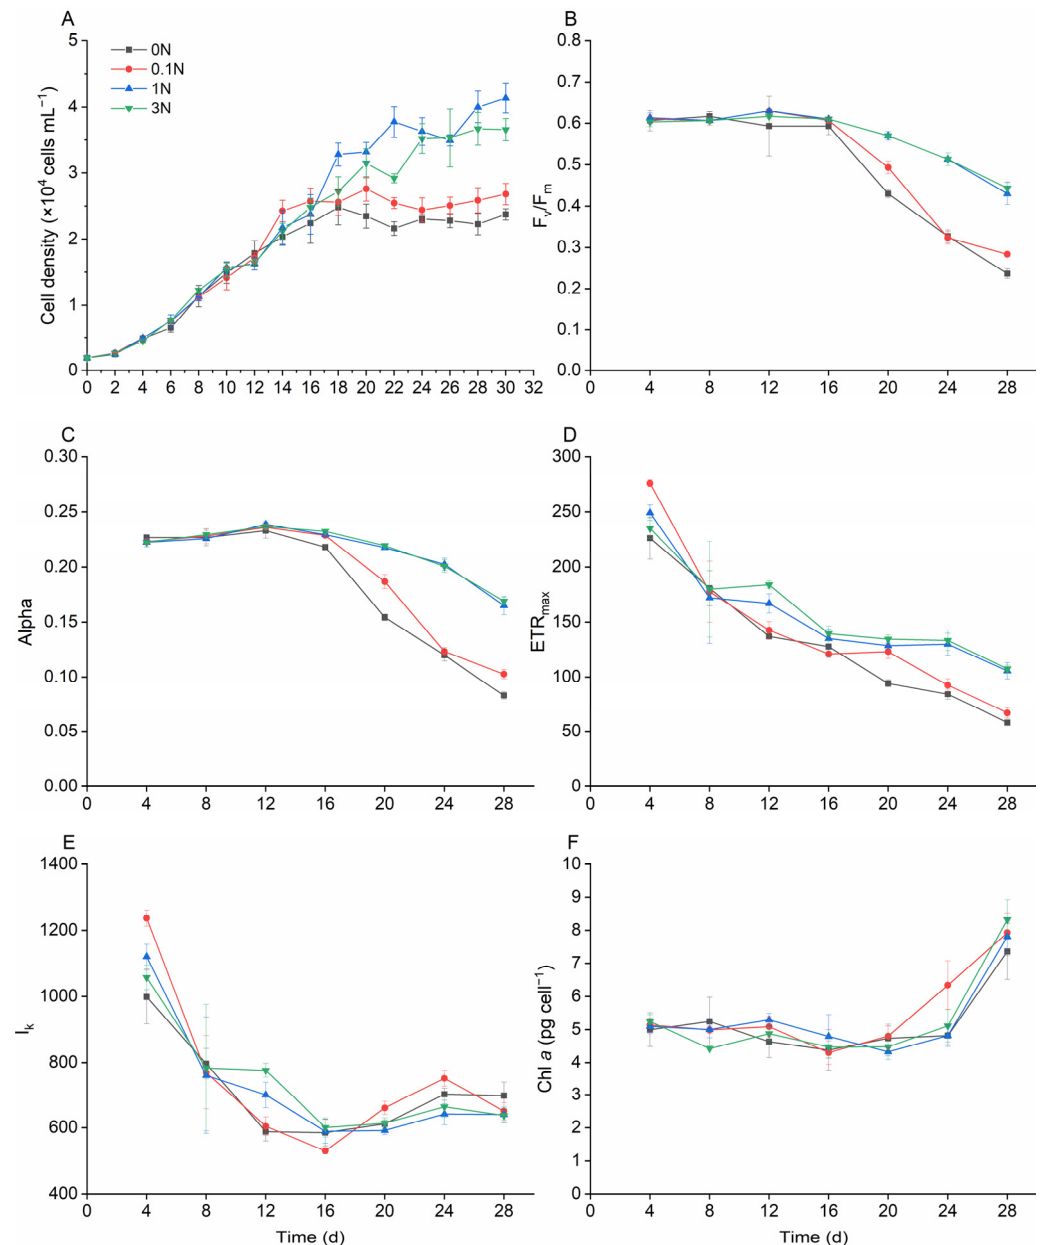 A
Cell density (×10⁴ cells mL⁻¹)
5
4
3
2
1
0
0N
0.1N
1N
3N
0 2 4 6 8 10 12 14 16 18 20 22 24 26 28 30 32
B
Fv/Fm
0.8
0.7
0.6
0.5
0.4
0.3
0.2
0.1
0.0
0 4 8 12 16 20 24 28
C
Alpha
0.30
0.25
0.20
0.15
0.10
0.05
0.00
0 4 8 12 16 20 24 28
D
ETRmax
300
250
200
150
100
50
0
0 4 8 12 16 20 24 28
E
Ik
1400
1200
1000
800
600
400
0 4 8 12 16 20 24 28
Time (d)
F
Chl a (pg cell⁻¹)
10
9
8
7
6
5
4
3
2
1
0
0 4 8 12 16 20 24 28
Time (d)